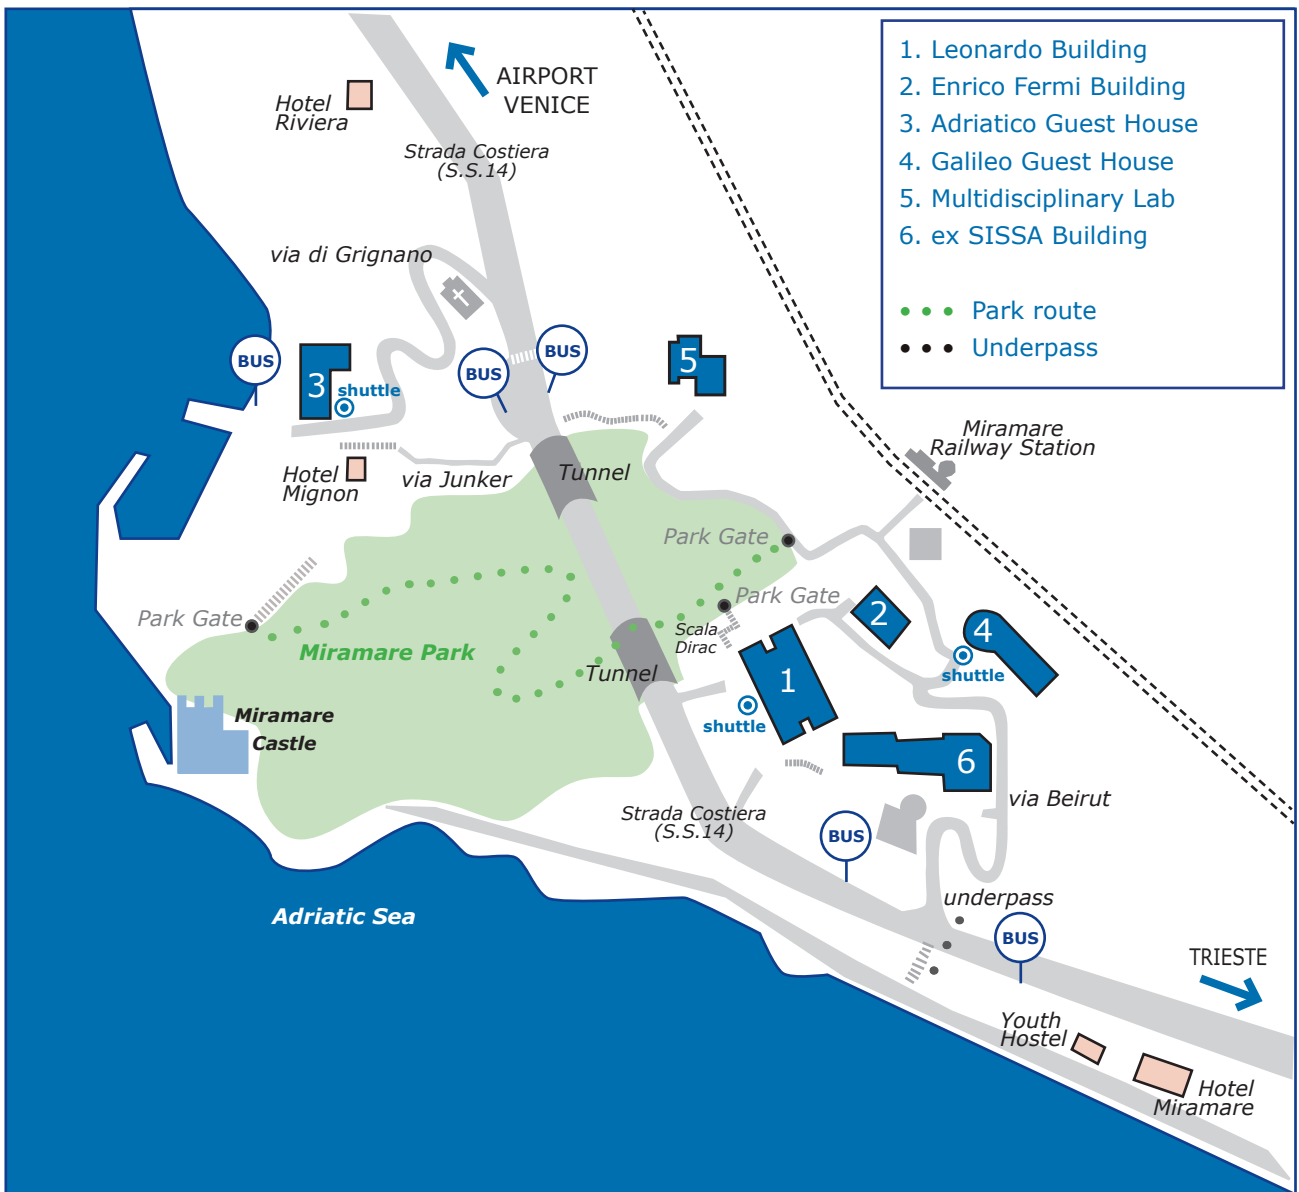 1. Leonardo Building
2. Enrico Fermi Building
3. Adriatico Guest House
4. Galileo Guest House
5. Multidisciplinary Lab
6. ex SISSA Building
Park route
Underpass
AIRPORT
VENICE
Hotel
Riviera
Strada Costiera
(S.S.14)
via di Grignano
BUS
BUS
BUS
3
shuttle
5
Miramare
Railway Station
Hotel
Mignon
via Junker
Tunnel
Park Gate
Park Gate
Park Gate
Scala
Dirac
2
4
shuttle
Miramare Park
Tunnel
1
shuttle
Miramare
Castle
6
via Beirut
Strada Costiera
(S.S.14)
BUS
underpass
BUS
Adriatic Sea
TRIESTE
Youth
Hostel
Hotel
Miramare